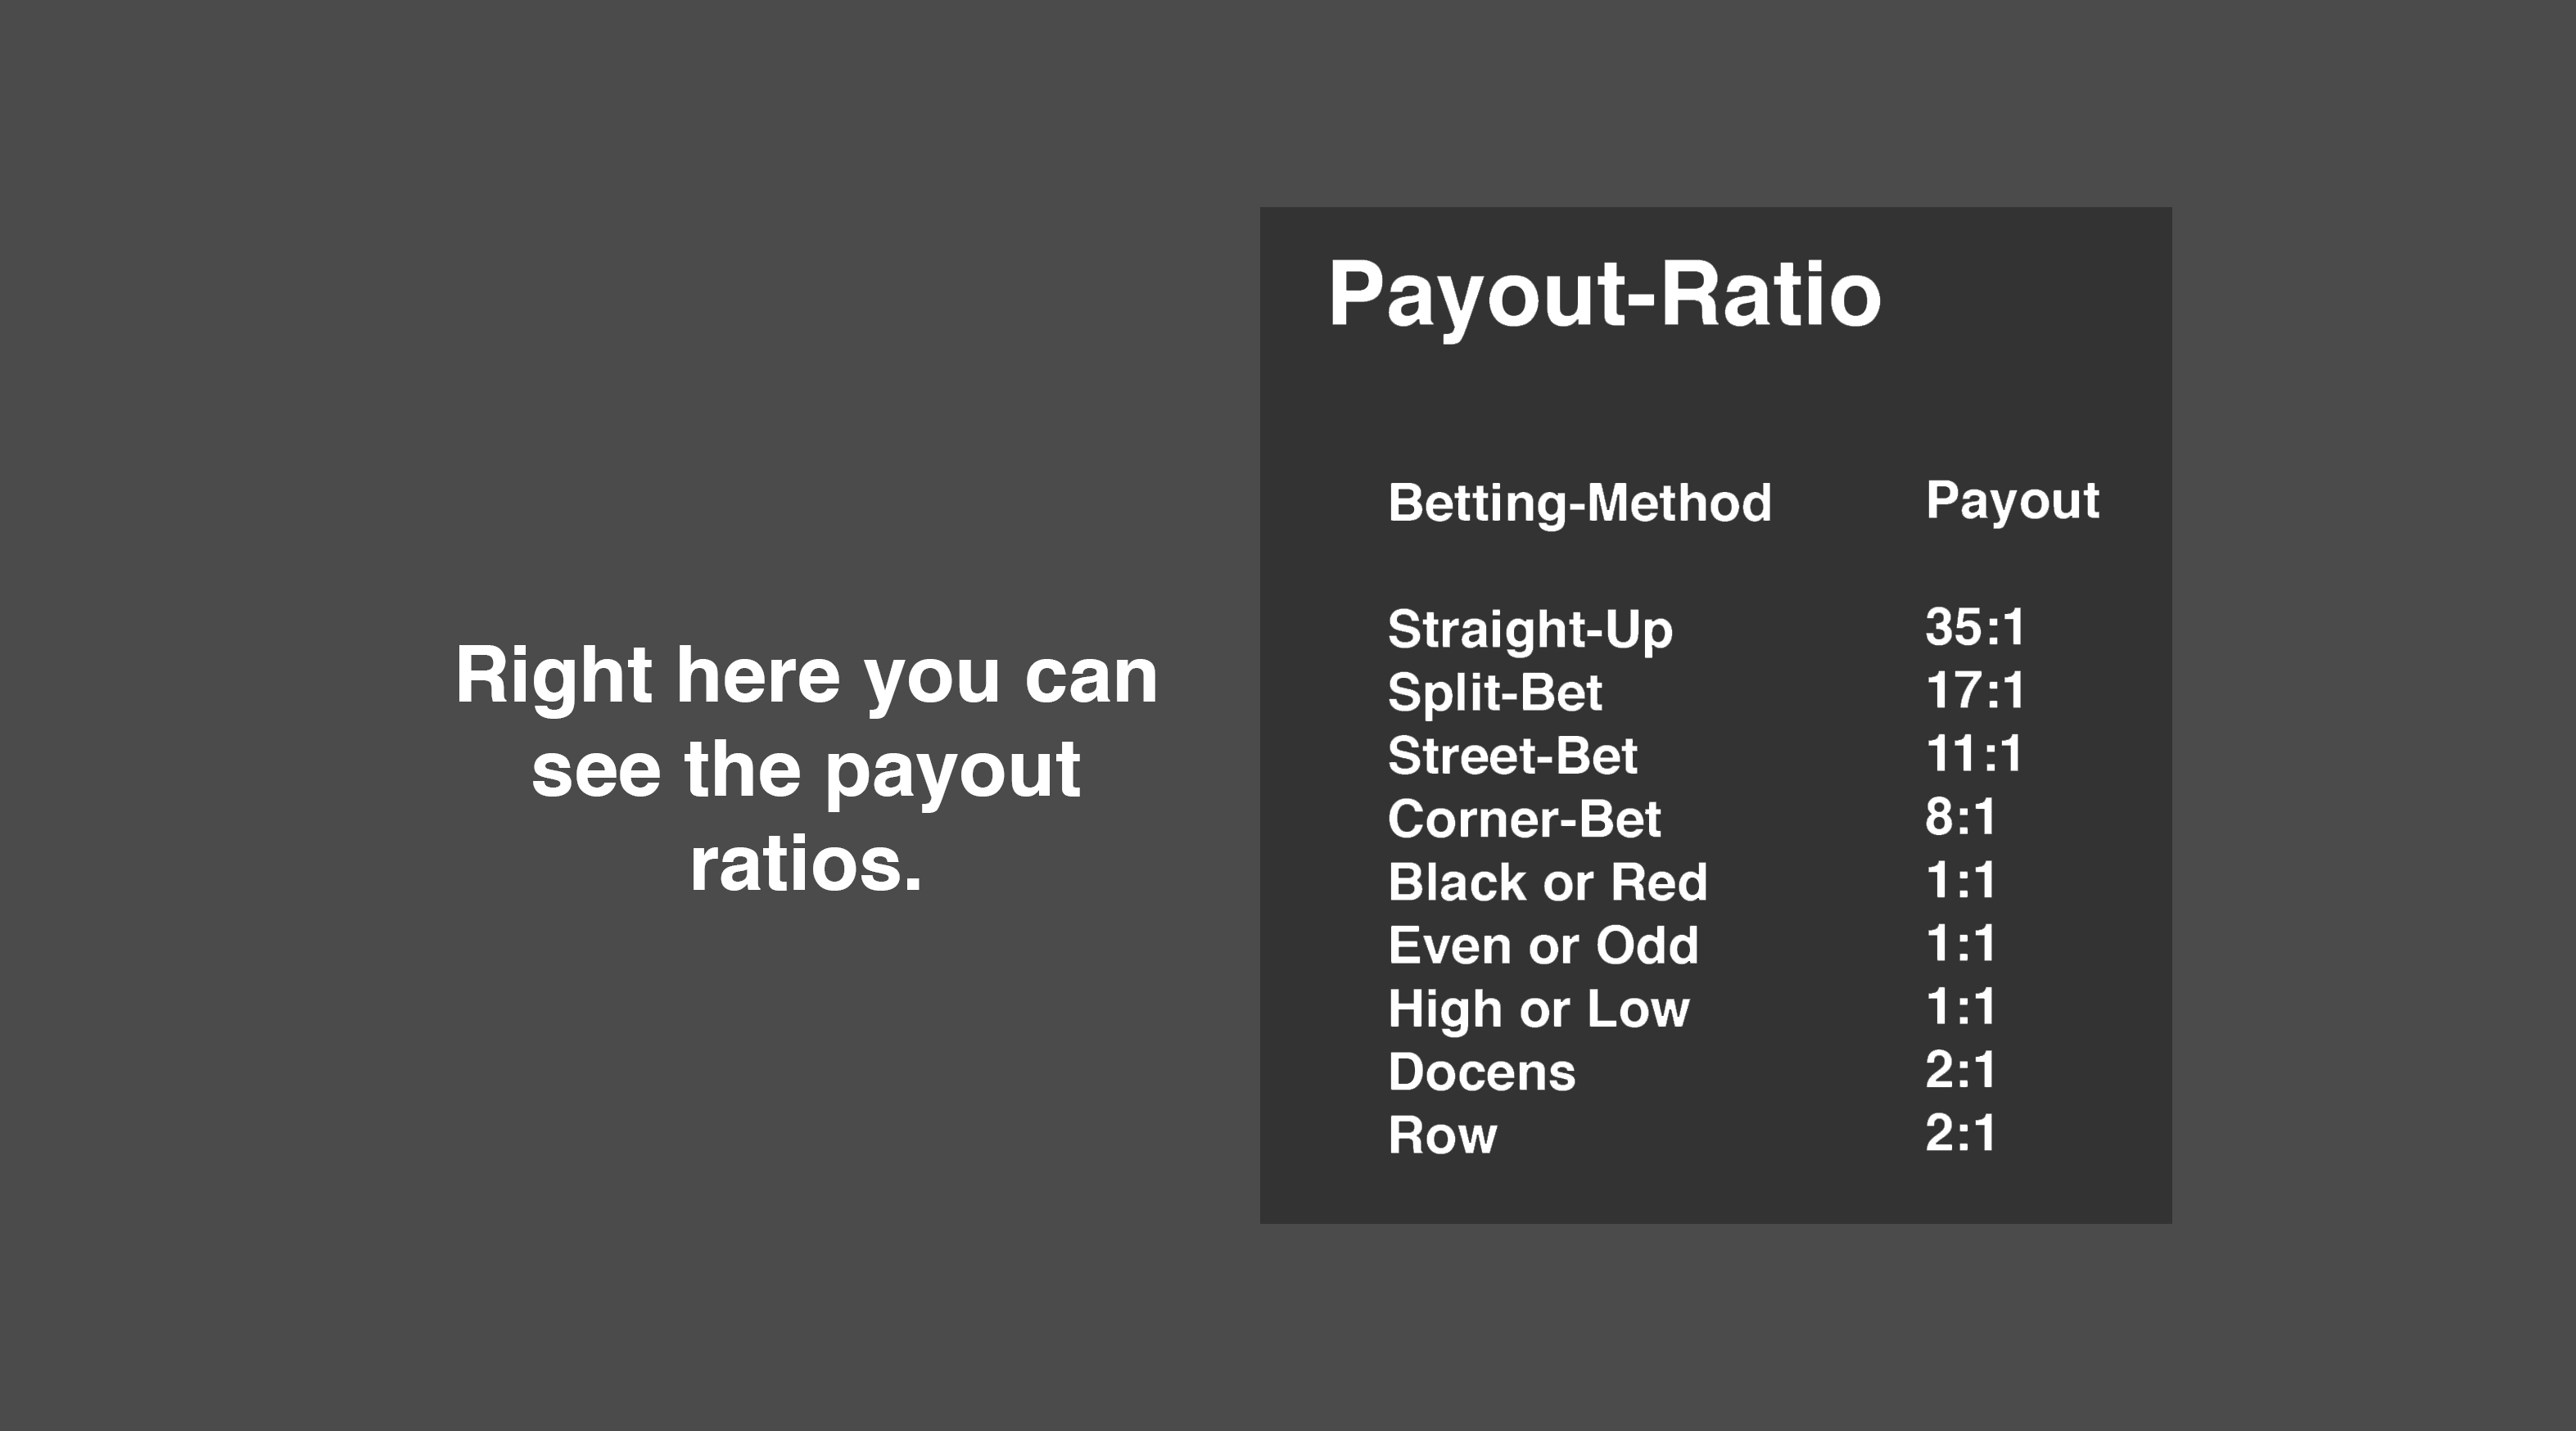 Right here you can
see the payout
ratios.
Payout-Ratio
Betting-Method Payout
Straight-Up 35:1
Split-Bet 17:1
Street-Bet 11:1
Corner-Bet 8:1
Black or Red 1:1
Even or Odd 1:1
High or Low 1:1
Docens 2:1
Row 2:1